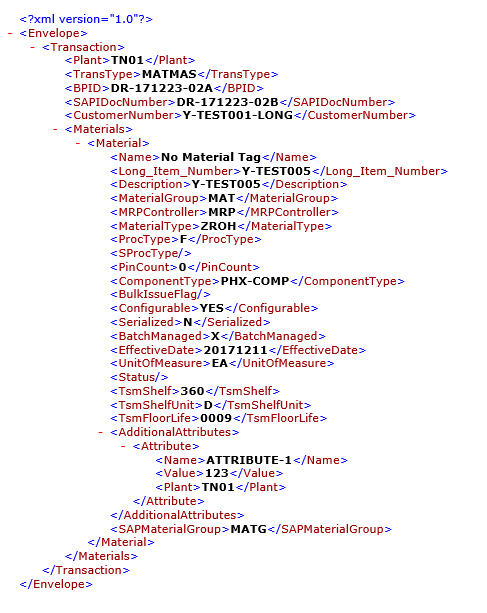 <?xml version="1.0"?>
- <Envelope>
- <Transaction>
<Plant>TN01</Plant>
<TransType>MATMAS</TransType>
<BPID>DR-171223-02A</BPID>
<SAPIDocNumber>DR-171223-02B</SAPIDocNumber>
<CustomerNumber>Y-TEST001-LONG</CustomerNumber>
- <Materials>
- <Material>
<Name>No Material Tag</Name>
<Long_Item_Number>Y-TEST005</Long_Item_Number>
<Description>Y-TEST005</Description>
<MaterialGroup>MAT</MaterialGroup>
<MRPController>MRP</MRPController>
<MaterialType>ZROH</MaterialType>
<ProcType>F</ProcType>
<SProcType/>
<PinCount>0</PinCount>
<ComponentType>PHX-COMP</ComponentType>
<BulkIssueFlag/>
<Configurable>YES</Configurable>
<Serialized>N</Serialized>
<BatchManaged>X</BatchManaged>
<EffectiveDate>20171211</EffectiveDate>
<UnitOfMeasure>EA</UnitOfMeasure>
<Status/>
<TsmShelf>360</TsmShelf>
<TsmShelfUnit>D</TsmShelfUnit>
<TsmFloorLife>0009</TsmFloorLife>
- <AdditionalAttributes>
- <Attribute>
<Name>ATTRIBUTE-1</Name>
<Value>123</Value>
<Plant>TN01</Plant>
</Attribute>
</AdditionalAttributes>
<SAPMaterialGroup>MATG</SAPMaterialGroup>
</Material>
</Materials>
</Transaction>
</Envelope>